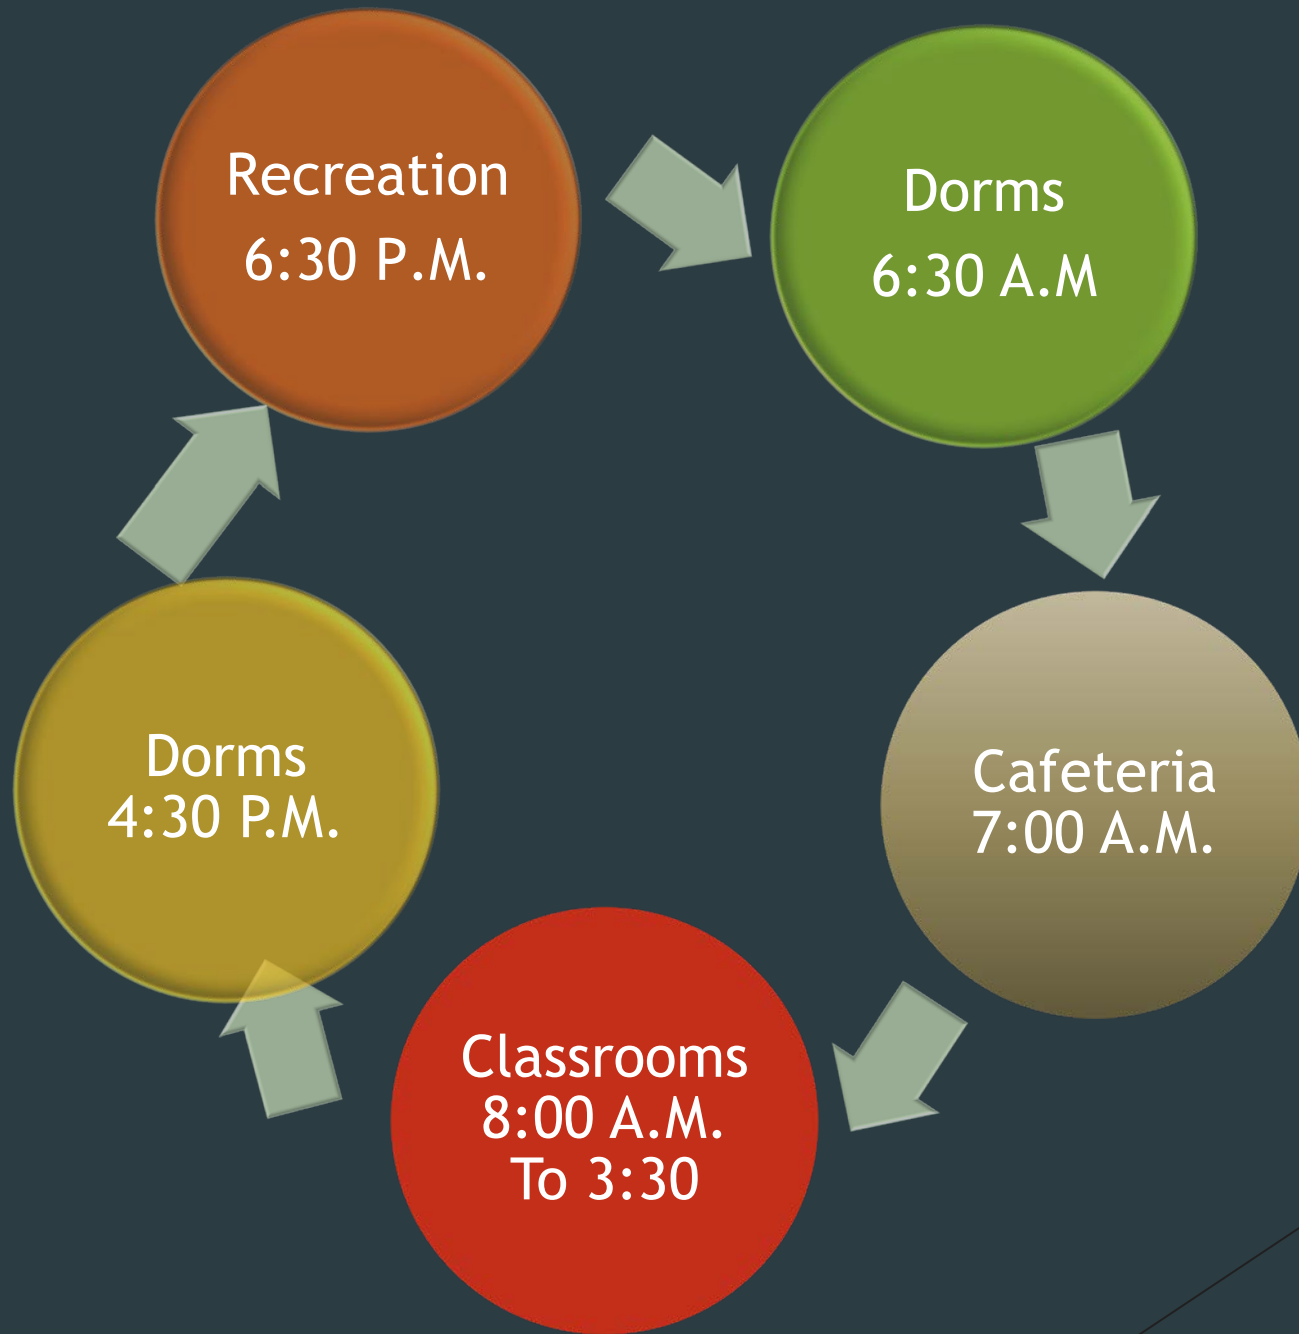 Recreation
6:30 P.M.
Dorms
6:30 A.M
Cafeteria
7:00 A.M.
Classrooms
8:00 A.M.
To 3:30
Dorms
4:30 P.M.